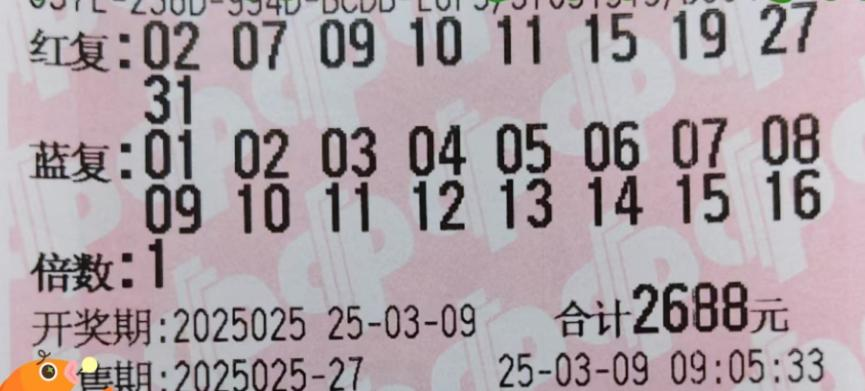 红复:02 07 09 10 11 15 19 27
31
蓝复:01 02 03 04 05 06 07 08
09 10 11 12 13 14 15 16
倍数:1
开奖期:2025025 25-03-09 合计2688元
售期:2025025-27 25-03-09 09:05:33